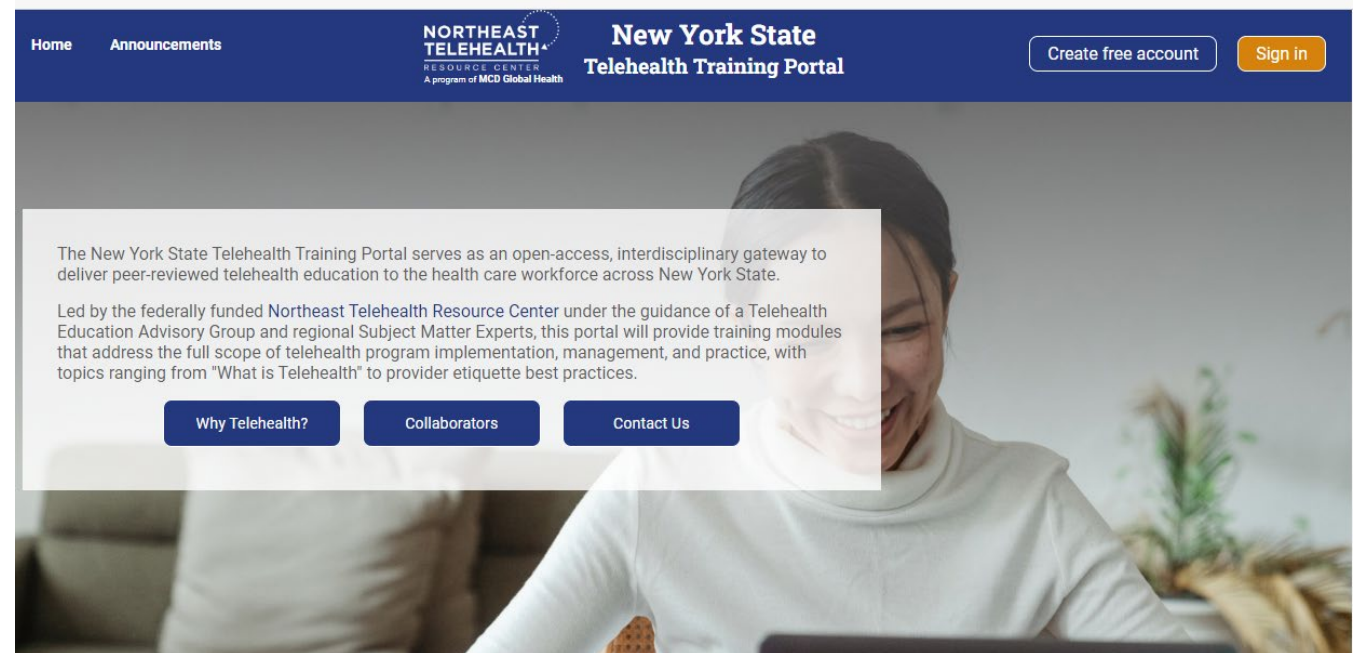 Home
Announcements
NORTHEAST
TELEHEALTH
RESOURCE CENTER
A program of MCD Global Health
New York State
Telehealth Training Portal
Create free account
Sign in
The New York State Telehealth Training Portal serves as an open-access, interdisciplinary gateway to
deliver peer-reviewed telehealth education to the health care workforce across New York State.
Led by the federally funded Northeast Telehealth Resource Center under the guidance of a Telehealth
Education Advisory Group and regional Subject Matter Experts, this portal will provide training modules
that address the full scope of telehealth program implementation, management, and practice, with
topics ranging from "What is Telehealth" to provider etiquette best practices.
Why Telehealth?
Collaborators
Contact Us